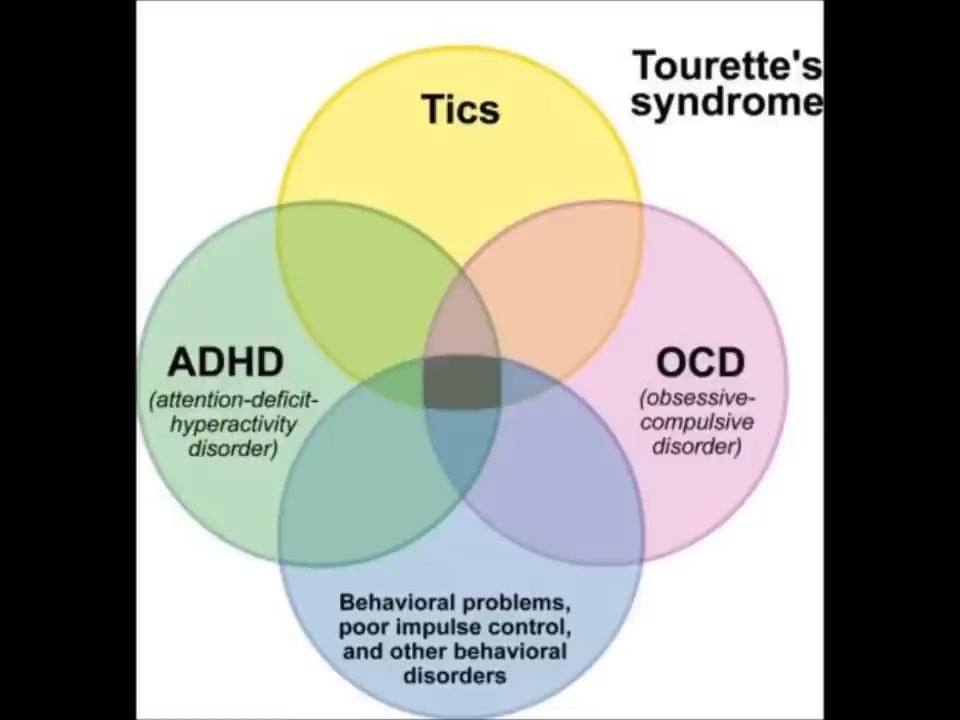 Tourette's
syndrome
Tics
ADHD
(attention-deficit-
hyperactivity
disorder)
OCD
(obsessive-
compulsive
disorder)
Behavioral problems,
poor impulse control,
and other behavioral
disorders